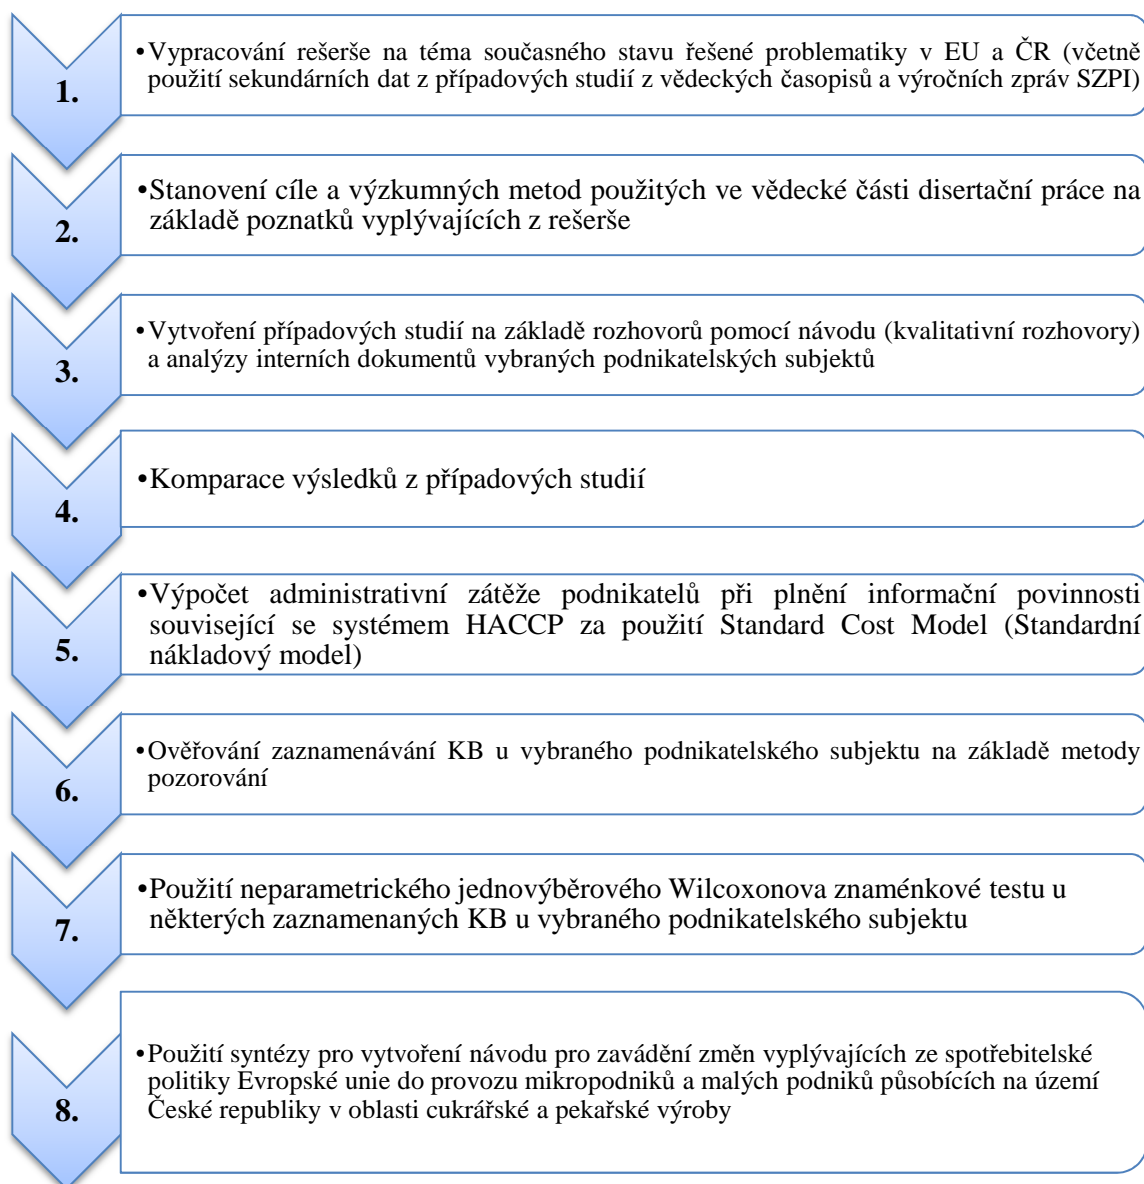 1.
•Vypracování rešerše na téma současného stavu řešené problematiky v EU a ČR (včetně
použití sekundárních dat z případových studií z vědeckých časopisů a výročních zpráv SZPI)
2.
•Stanovení cíle a výzkumných metod použitých ve vědecké části disertační práce na
základě poznatků vyplývajících z rešerše
3.
•Vytvoření případových studií na základě rozhovorů pomocí návodu (kvalitativní rozhovory)
a analýzy interních dokumentů vybraných podnikatelských subjektů
4.
•Komparace výsledků z případových studií
5.
•Výpočet administrativní zátěže podnikatelů při plnění informační povinnosti
související se systémem HACCP za použití Standard Cost Model (Standardní
nákladový model)
6.
•Ověřování zaznamenávání KB u vybraného podnikatelského subjektu na základě metody
pozorování
7.
•Použití neparametrického jednovýběrového Wilcoxonova znaménkové testu u
některých zaznamenaných KB u vybraného podnikatelského subjektu
8.
•Použití syntézy pro vytvoření návodu pro zavádění změn vyplývajících ze spotřebitelské
politiky Evropské unie do provozu mikropodniků a malých podniků působících na území
České republiky v oblasti cukrářské a pekařské výroby